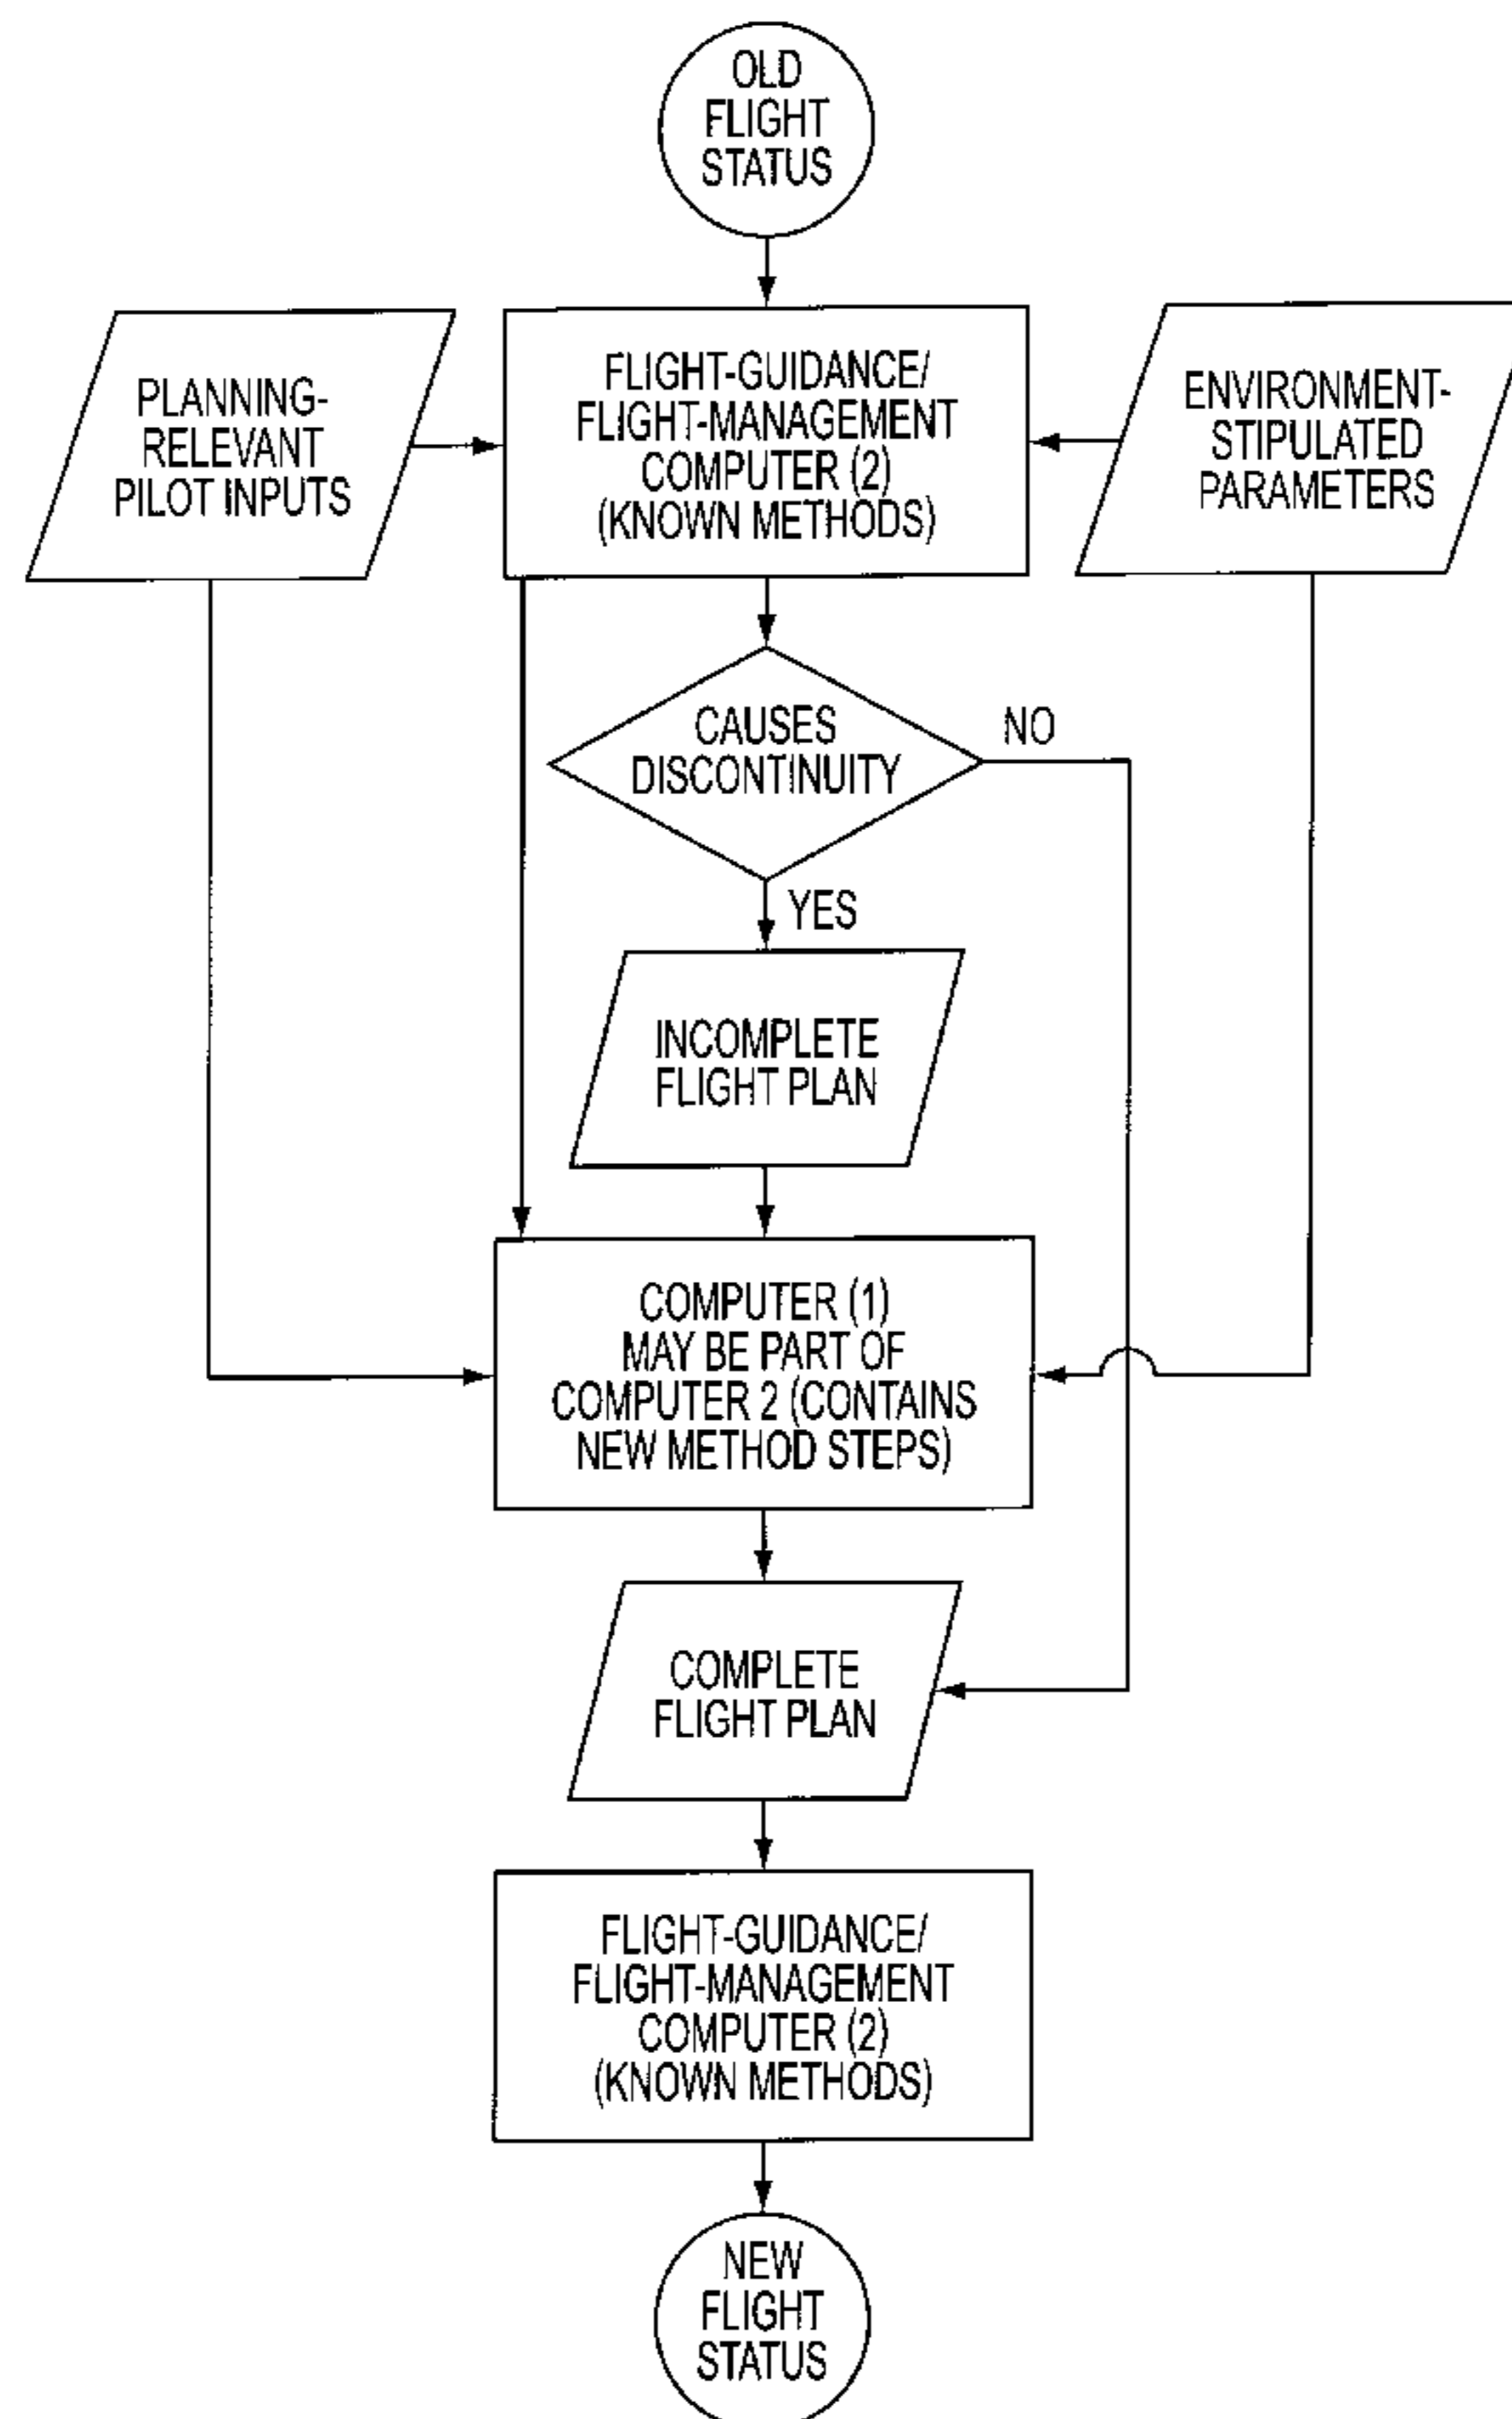 OLD
FLIGHT
STATUS
PLANNING-
RELEVANT
PILOT INPUTS
FLIGHT-GUIDANCE/
FLIGHT-MANAGEMENT
COMPUTER (2)
(KNOWN METHODS)
ENVIRONMENT-
STIPULATED
PARAMETERS
CAUSES
DISCONTINUITY
NO
YES
INCOMPLETE
FLIGHT PLAN
COMPUTER (1)
MAY BE PART OF
COMPUTER 2 (CONTAINS
NEW METHOD STEPS)
COMPLETE
FLIGHT PLAN
FLIGHT-GUIDANCE/
FLIGHT-MANAGEMENT
COMPUTER (2)
(KNOWN METHODS)
NEW
FLIGHT
STATUS